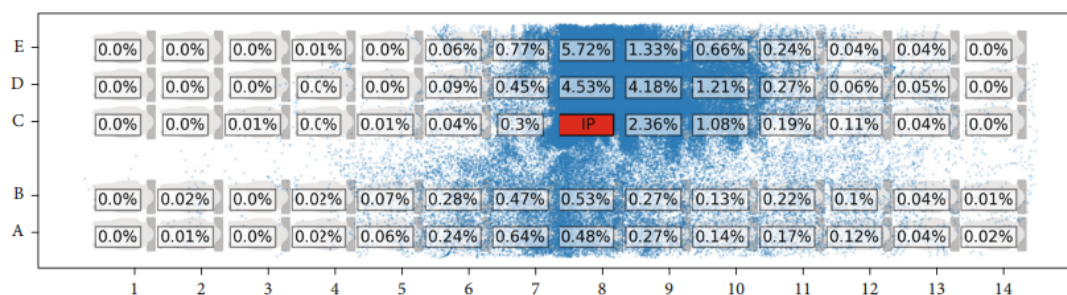 E 0.0% 0.0% 0.0% 0.01% 0.0% 0.06% 0.77% 5.72% 1.33% 0.66% 0.24% 0.04% 0.04% 0.0%
D 0.0% 0.0% 0.0% 0.0% 0.09% 0.45% 4.53% 4.18% 1.21% 0.27% 0.06% 0.05% 0.0%
C 0.0% 0.0% 0.01% 0.01% 0.04% 0.3% IP 2.36% 1.08% 0.19% 0.11% 0.04% 0.0%
B 0.0% 0.02% 0.0% 0.02% 0.07% 0.28% 0.47% 0.53% 0.27% 0.13% 0.22% 0.1% 0.04% 0.01%
A 0.0% 0.01% 0.0% 0.02% 0.06% 0.24% 0.64% 0.48% 0.27% 0.14% 0.17% 0.12% 0.04% 0.02%
1 2 3 4 5 6 7 8 9 10 11 12 13 14